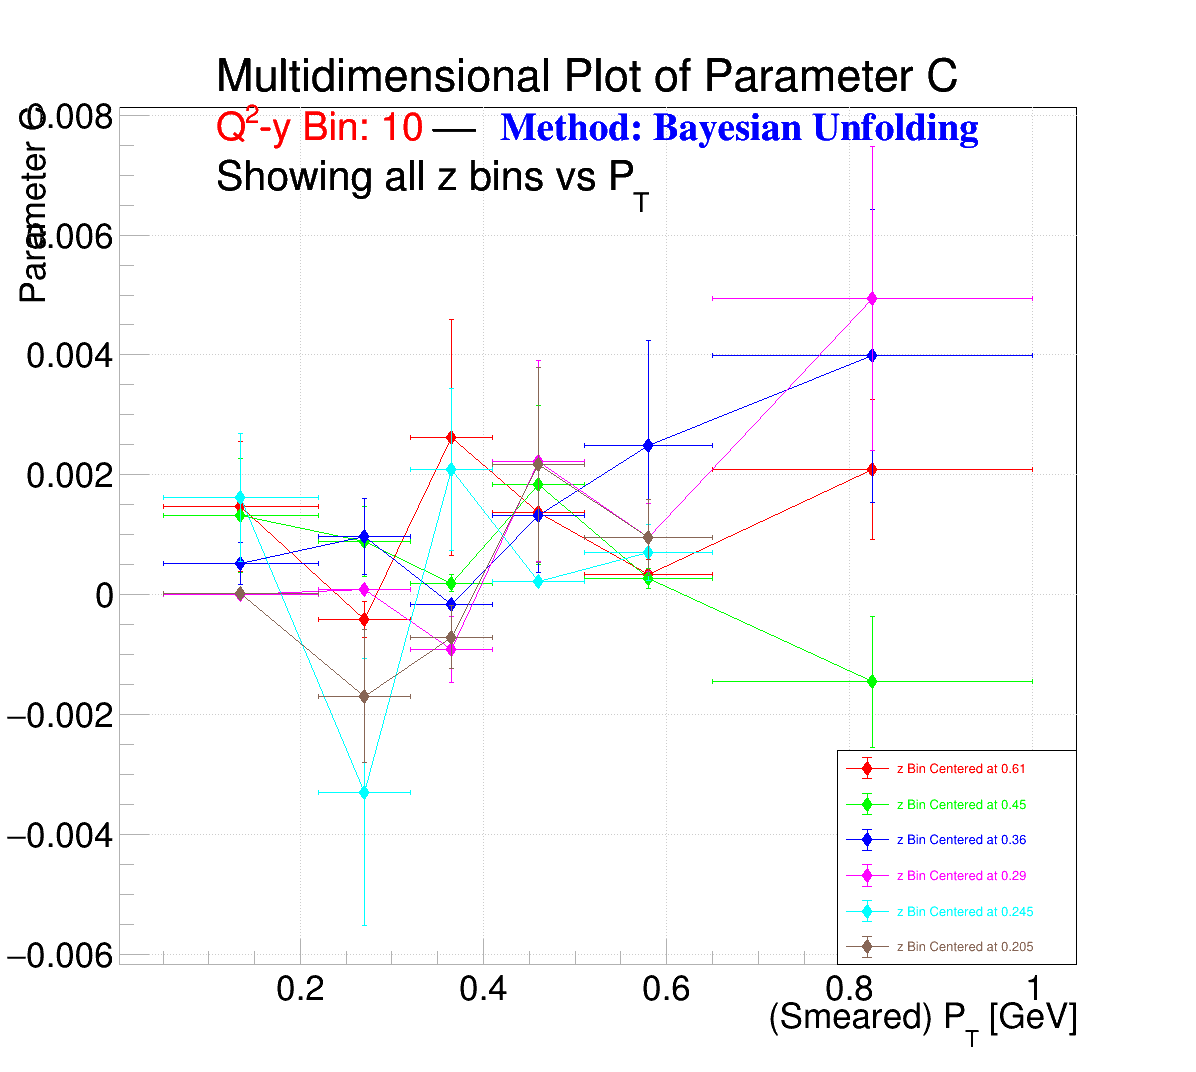 Multidimensional Plot of Parameter C
Q²-y Bin: 10 — Method: Bayesian Unfolding
Showing all z bins vs P_T
Parameter C
0.008
0.006
0.004
0.002
0
−0.002
−0.004
−0.006
0.2 0.4 0.6 0.8 1
(Smeared) P_T [GeV]
z Bin Centered at 0.61
z Bin Centered at 0.45
z Bin Centered at 0.36
z Bin Centered at 0.29
z Bin Centered at 0.245
z Bin Centered at 0.205